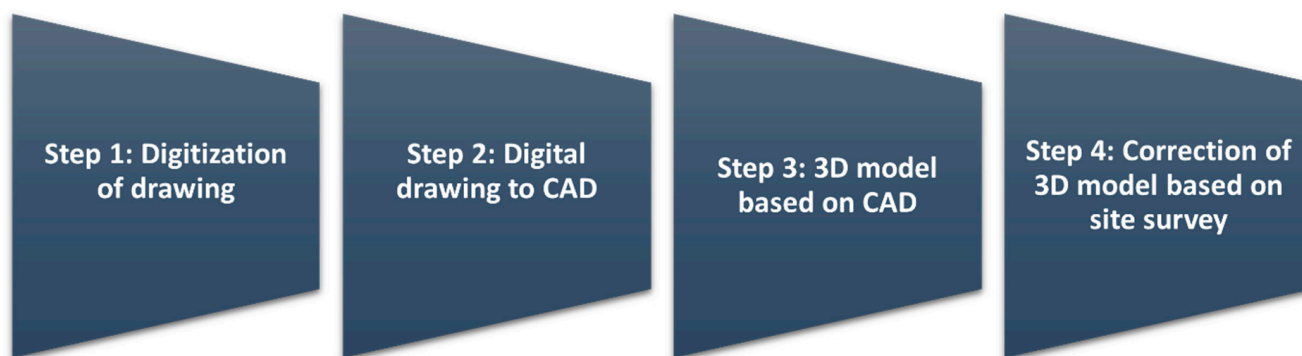 Step 1: Digitization
of drawing
Step 2: Digital
drawing to CAD
Step 3: 3D model
based on CAD
Step 4: Correction of
3D model based on
site survey